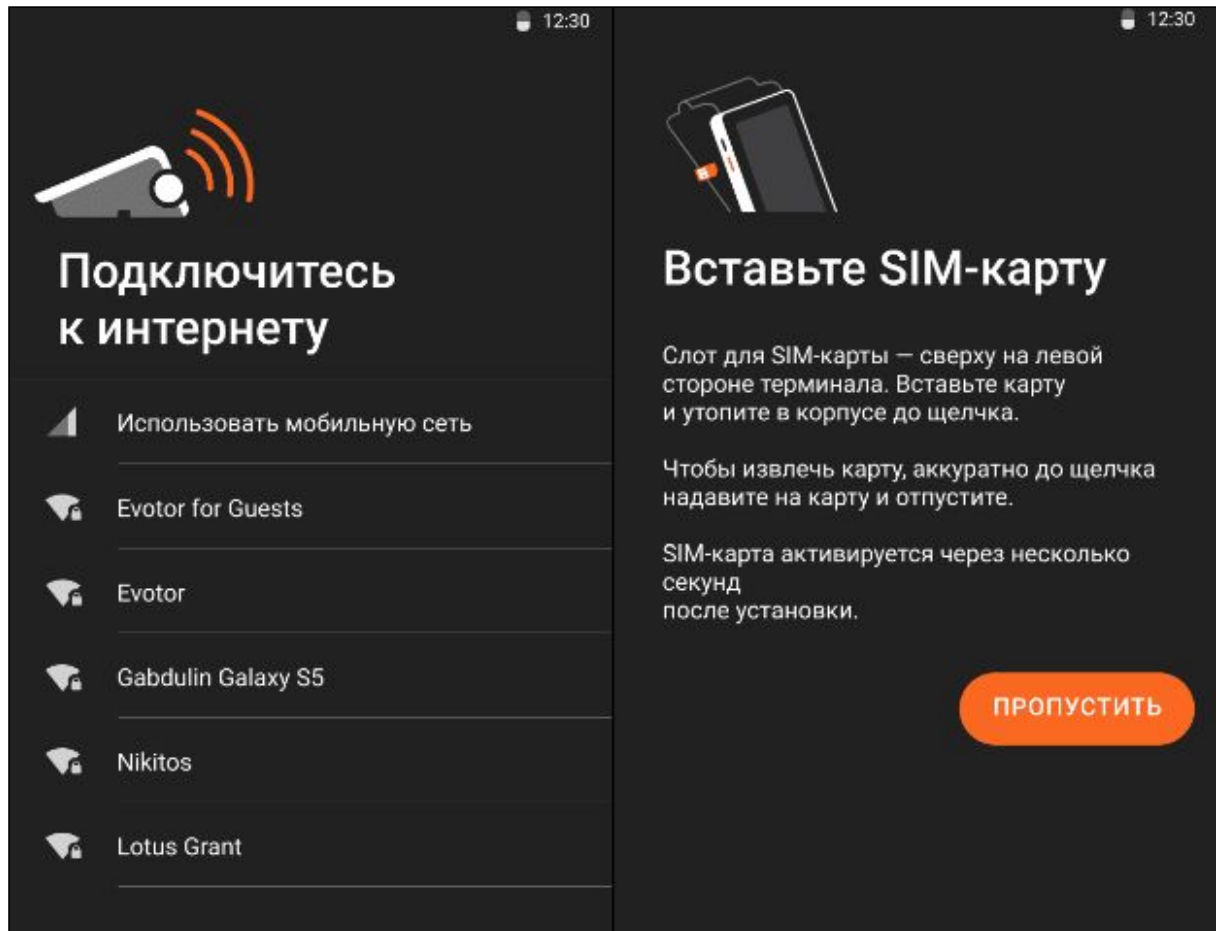 12:30
Подключитесь
к интернету
Использовать мобильную сеть
Evotor for Guests
Evotor
Gabdulin Galaxy S5
Nikitos
Lotus Grant
12:30
Вставьте SIM-карту
Слот для SIM-карты — сверху на левой
стороне терминала. Вставьте карту
и утопите в корпусе до щелчка.
Чтобы извлечь карту, аккуратно до щелчка
надавите на карту и отпустите.
SIM-карта активируется через несколько
секунд
после установки.
ПРОПУСТИТЬ